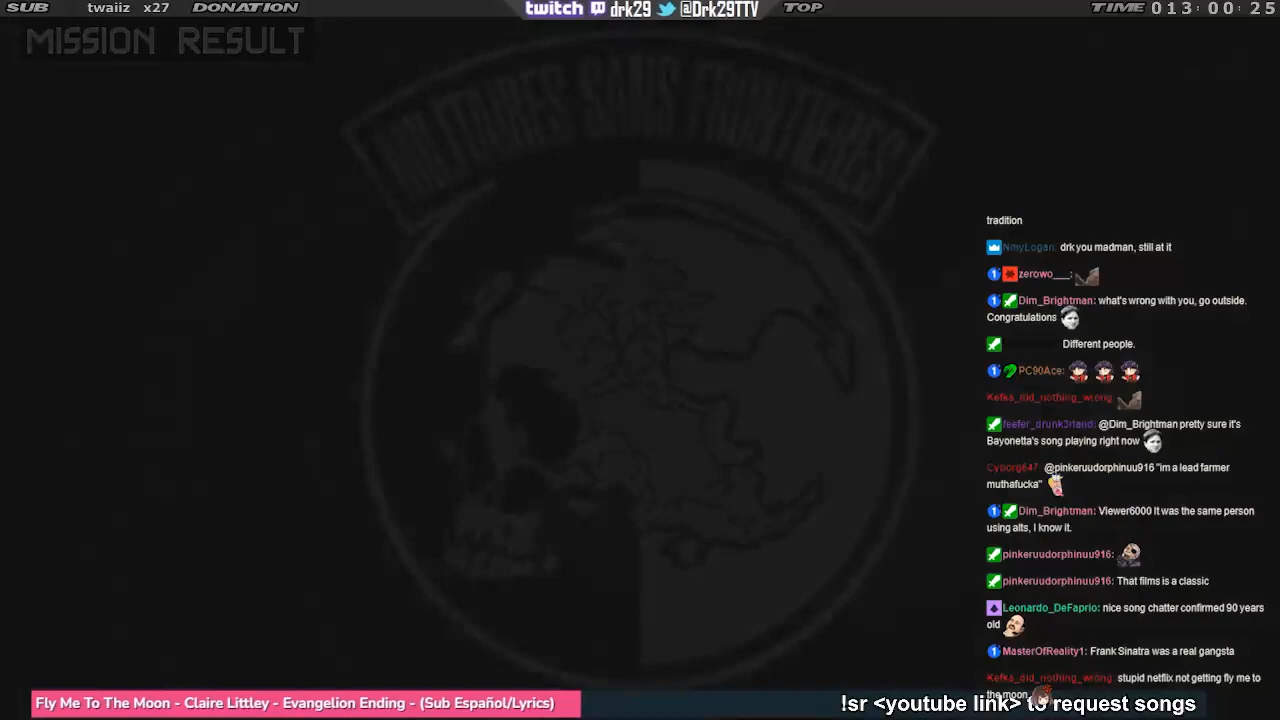 SUB twaiiz x27 DONATION twitch drk29 @Drk29TTV TOP TIME 013:00:25
MISSION RESULT
MILITAIRES SANS FRONTIERES
tradition
NmyLogan: drk you madman, still at it
zerowo___:
Dim_Brightman: what's wrong with you, go outside.
Congratulations
Different people.
PC90Ace:
Kefka_did_nothing_wrong
feefer_drunk3rland: @Dim_Brightman pretty sure it's
Bayonetta's song playing right now
Cyborg647: @pinkeruudorphinuu916 "im a lead farmer
muthafucka"
Dim_Brightman: Viewer6000 It was the same person
using alts, I know it.
pinkeruudorphinuu916:
pinkeruudorphinuu916: That films is a classic
Leonardo_DeFaprio: nice song chatter confirmed 90 years
old
MasterOfReality1: Frank Sinatra was a real gangsta
Kefka_did_nothing_wrong stupid netflix not getting fly me to
the moon
Fly Me To The Moon - Claire Littley - Evangelion Ending - (Sub Español/Lyrics)
!sr <youtube link> to request songs